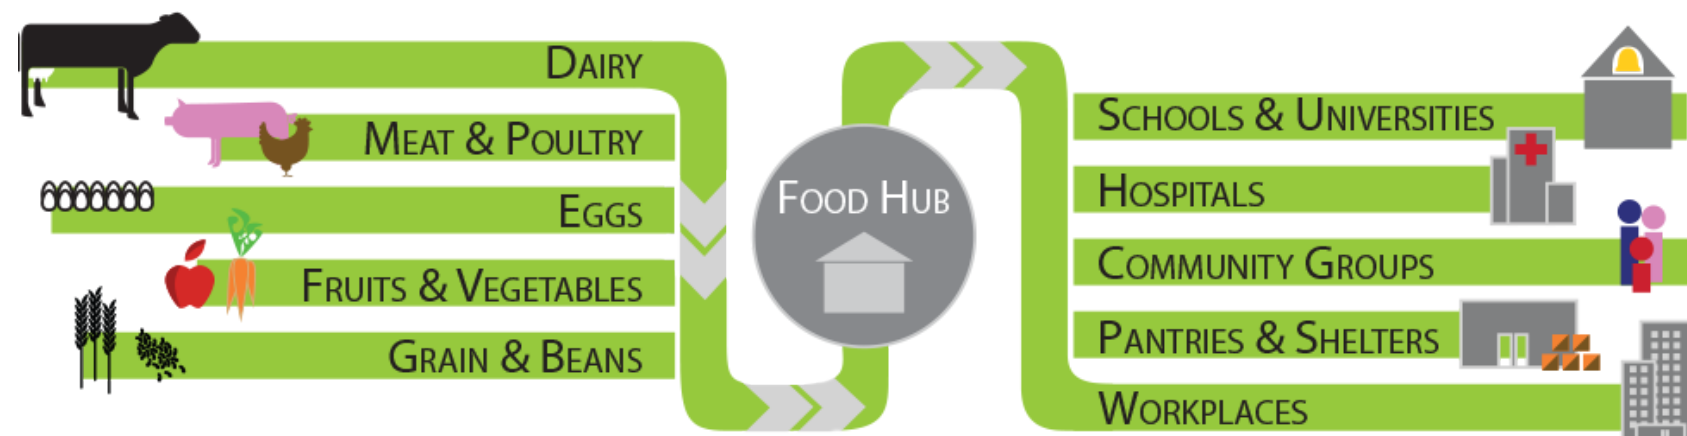 Dairy
Meat & Poultry
Eggs
Fruits & Vegetables
Grain & Beans
Food Hub
Schools & Universities
Hospitals
Community Groups
Pantries & Shelters
Workplaces